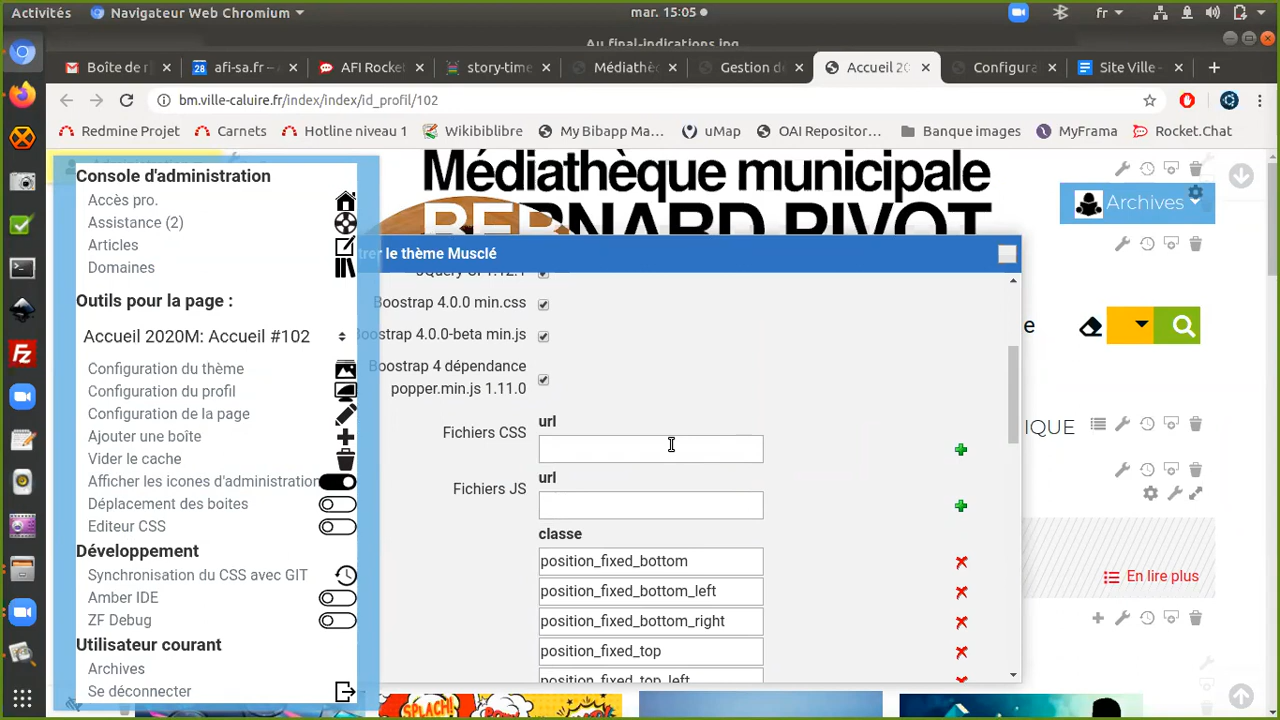 Activités Navigateur Web Chromium mar. 15:05 fr
Au final-indications.jpg
Boîte de r afi-sa.fr – AFI Rocke story-time Médiathè Gestion de Accueil 20 Configura Site Ville -
bm.ville-caluire.fr/index/index/id_profil/102
Redmine Projet Carnets Hotline niveau 1 Wikibiblibre My Bibapp Ma... uMap OAI Repositor... Banque images MyFrama Rocket.Chat
Médiathèque municipale
BERNARD PIVOT
Archives
Console d'administration
Accès pro.
Assistance (2)
Articles
Domaines
Outils pour la page :
Accueil 2020M: Accueil #102
Configuration du thème
Configuration du profil
Configuration de la page
Ajouter une boîte
Vider le cache
Afficher les icones d'administration
Déplacement des boites
Editeur CSS
Développement
Synchronisation du CSS avec GIT
Amber IDE
ZF Debug
Utilisateur courant
Archives
Se déconnecter
trer le thème Musclé
Boostrap 4.0.0 min.css
Boostrap 4.0.0-beta min.js
Boostrap 4 dépendance
popper.min.js 1.11.0
url
Fichiers CSS
url
Fichiers JS
classe
position_fixed_bottom
position_fixed_bottom_left
position_fixed_bottom_right
position_fixed_top
position_fixed_top_left
e
IQUE
En lire plus
SPLASH!